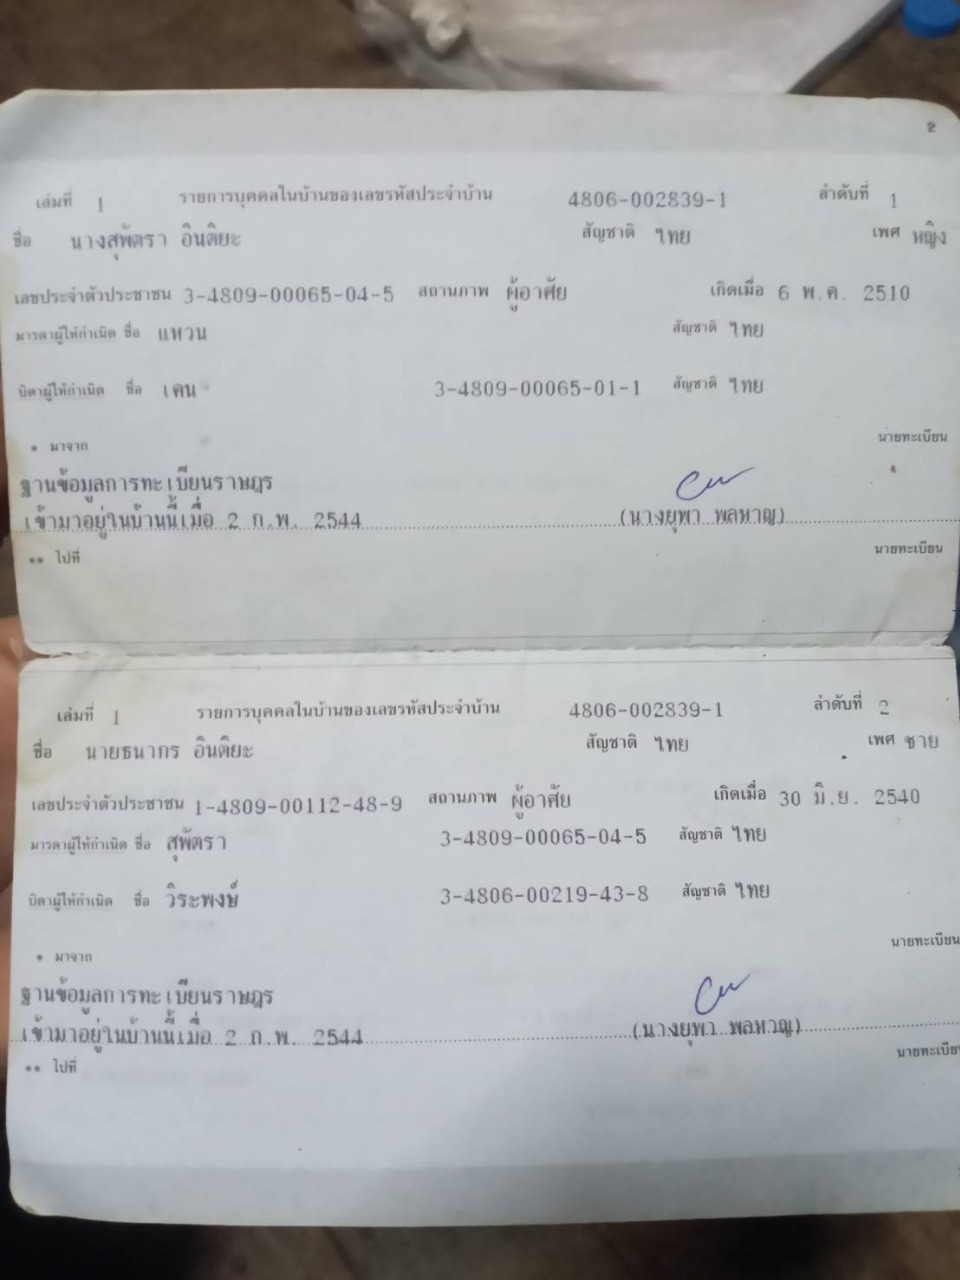 2
เล่มที่ 1 รายการบุคคลในบ้านของเลขรหัสประจำบ้าน 4806-002839-1 ลำดับที่ 1
ชื่อ นางสุพัตรา อินติยะ สัญชาติ ไทย เพศ หญิง
เลขประจำตัวประชาชน 3-4809-00065-04-5 สถานภาพ ผู้อาศัย เกิดเมื่อ 6 พ.ค. 2510
มารดาผู้ให้กำเนิด ชื่อ แหวน สัญชาติ ไทย
บิดาผู้ให้กำเนิด ชื่อ เคน 3-4809-00065-01-1 สัญชาติ ไทย
* มาจาก นายทะเบียน
ฐานข้อมูลการทะเบียนราษฎร
เข้ามาอยู่ในบ้านนี้เมื่อ 2 ก.พ. 2544 (นางยุพา พลหาญ)
** ไปที่ นายทะเบียน
เล่มที่ 1 รายการบุคคลในบ้านของเลขรหัสประจำบ้าน 4806-002839-1 ลำดับที่ 2
ชื่อ นายธนากร อินติยะ สัญชาติ ไทย เพศ ชาย
เลขประจำตัวประชาชน 1-4809-00112-48-9 สถานภาพ ผู้อาศัย เกิดเมื่อ 30 มิ.ย. 2540
มารดาผู้ให้กำเนิด ชื่อ สุพัตรา 3-4809-00065-04-5 สัญชาติ ไทย
บิดาผู้ให้กำเนิด ชื่อ วิระพงษ์ 3-4806-00219-43-8 สัญชาติ ไทย
* มาจาก นายทะเบียน
ฐานข้อมูลการทะเบียนราษฎร
เข้ามาอยู่ในบ้านนี้เมื่อ 2 ก.พ. 2544 (นางยุพา พลหาญ)
** ไปที่ นายทะเบีย